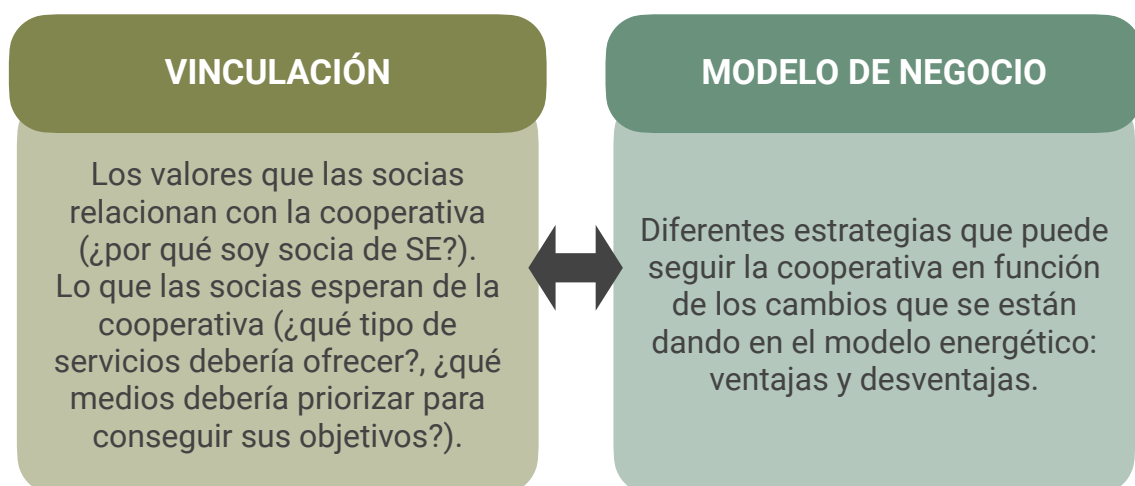 VINCULACIÓN
Los valores que las socias
relacionan con la cooperativa
(¿por qué soy socia de SE?).
Lo que las socias esperan de la
cooperativa (¿qué tipo de
servicios debería ofrecer?, ¿qué
medios debería priorizar para
conseguir sus objetivos?).
MODELO DE NEGOCIO
Diferentes estrategias que puede
seguir la cooperativa en función
de los cambios que se están
dando en el modelo energético:
ventajas y desventajas.